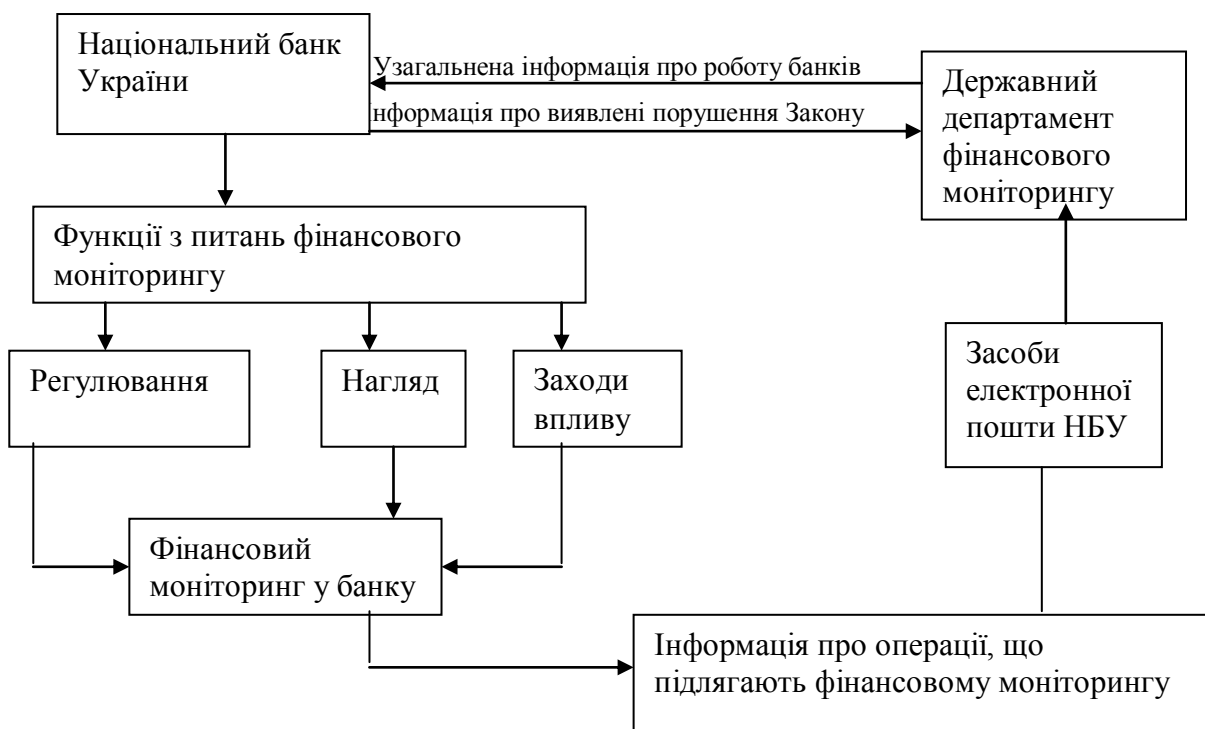 Національний банк
України
Узагальнена інформація про роботу банків
Інформація про виявлені порушення Закону
Державний
департамент
фінансового
моніторингу
Функції з питань фінансового
моніторингу
Регулювання
Нагляд
Заходи
впливу
Засоби
електронної
пошти НБУ
Фінансовий
моніторинг у банку
Інформація про операції, що
підлягають фінансовому моніторингу